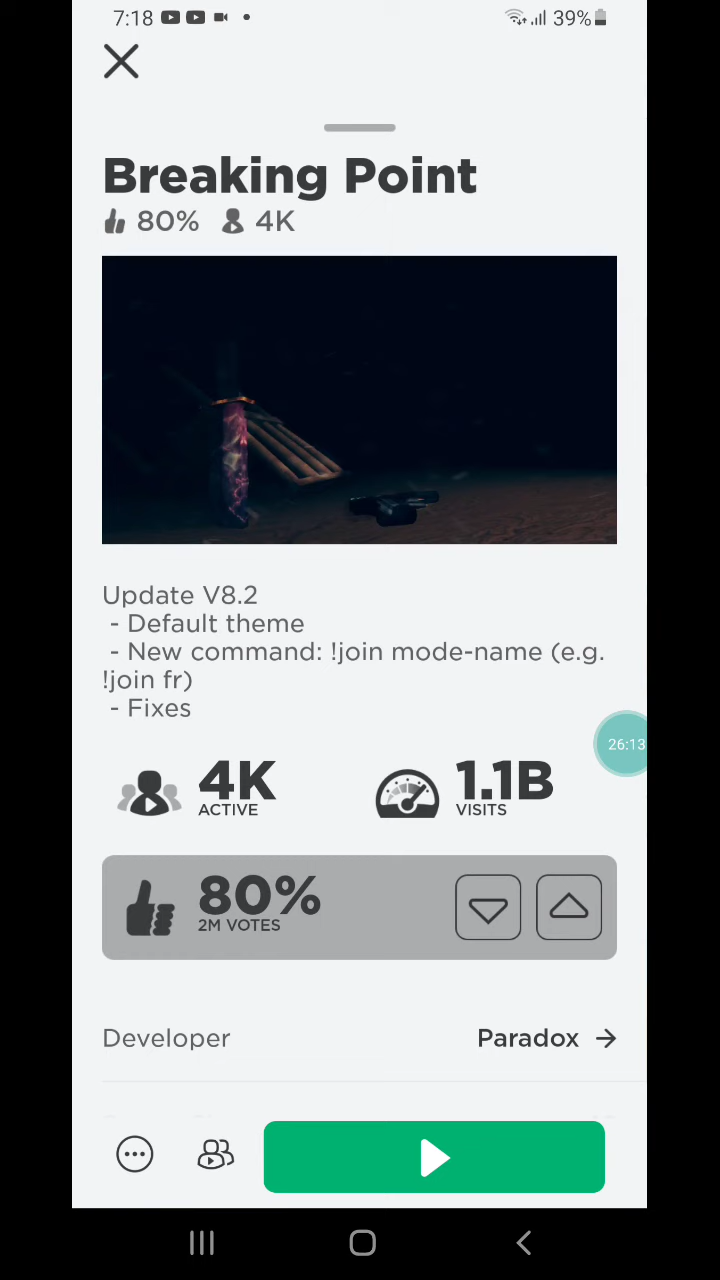 7:18
39%
Breaking Point
80% 4K
Update V8.2
- Default theme
- New command: !join mode-name (e.g.
!join fr)
- Fixes
26:13
4K
ACTIVE
1.1B
VISITS
80%
2M VOTES
Developer
Paradox